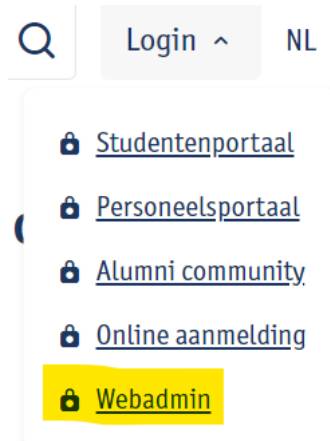 Login NL
Studentenportaal
Personeelsportaal
Alumni community
Online aanmelding
Webadmin